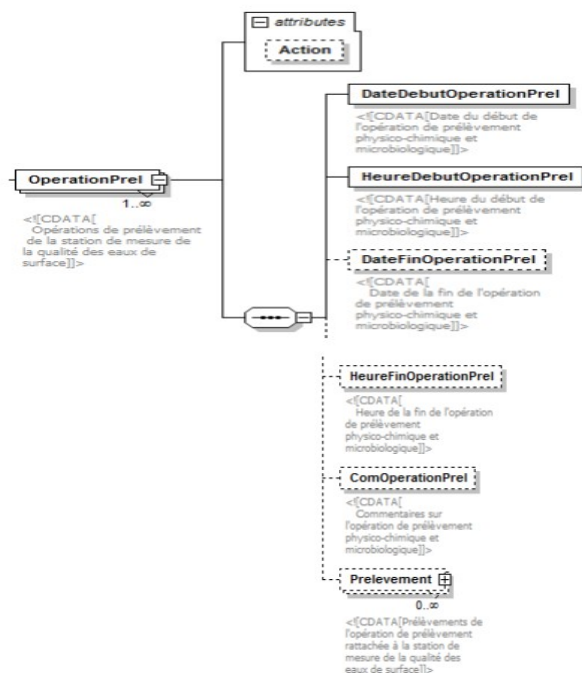 attributes
Action
OperationPrel
1..∞
<![CDATA[
Opérations de prélèvement
de la station de mesure de
la qualité des eaux de
surface]]>
DateDebutOperationPrel
<![CDATA[Date du début de
l'opération de prélèvement
physico-chimique et
microbiologique]]>
HeureDebutOperationPrel
<![CDATA[Heure du début de
l'opération de prélèvement
physico-chimique et
microbiologique]]>
DateFinOperationPrel
<![CDATA[
Date de la fin de l'opération
de prélèvement
physico-chimique et
microbiologique]]>
HeureFinOperationPrel
<![CDATA[
Heure de la fin de l'opération
de prélèvement
physico-chimique et
microbiologique]]>
ComOperationPrel
<![CDATA[
Commentaires sur
l'opération de prélèvement
physico-chimique et
microbiologique]]>
Prelevement
0..∞
<![CDATA[Prélèvements de
l'opération de prélèvement
rattachée à la station de
mesure de la qualité des
eaux de surface]]>